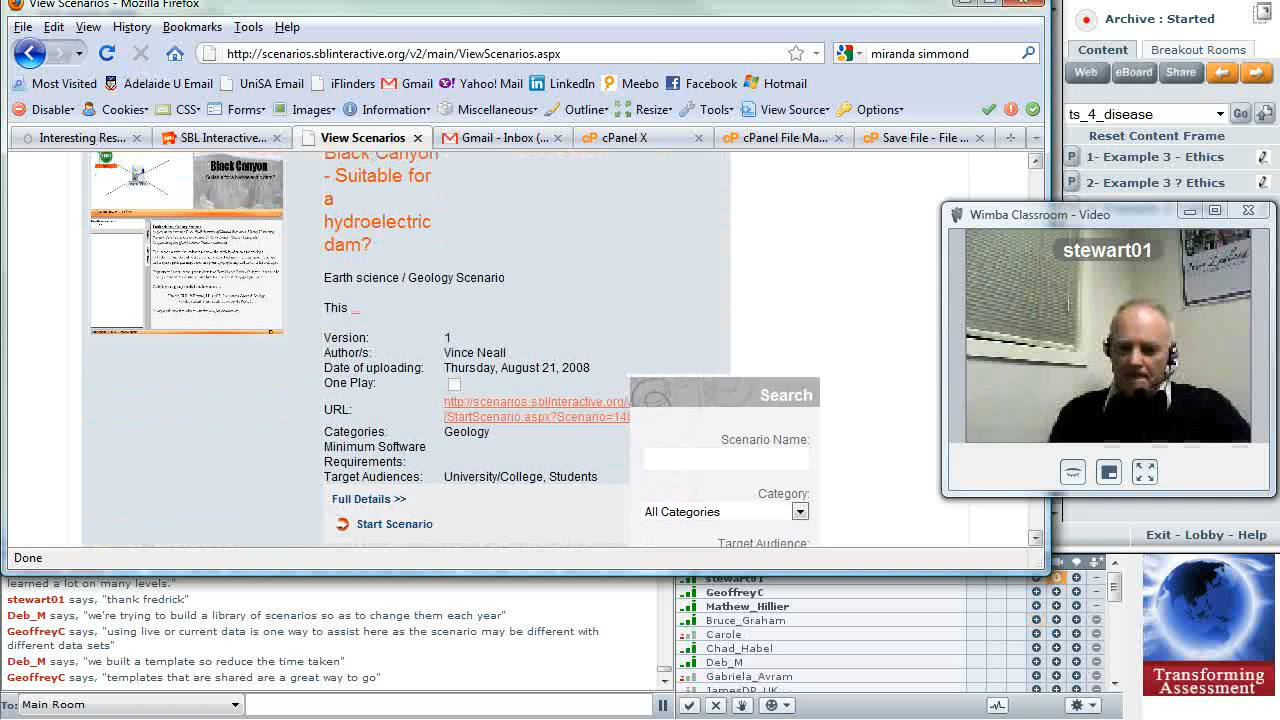 View Scenarios - Mozilla Firefox
File Edit View History Bookmarks Tools Help
http://scenarios.sblinteractive.org/v2/main/ViewScenarios.aspx
miranda simmond
Most Visited Adelaide U Email UniSA Email iFlinders Gmail Yahoo! Mail LinkedIn Meebo Facebook Hotmail
Disable Cookies CSS Forms Images Information Miscellaneous Outline Resize Tools View Source Options
Interesting Res... SBL Interactive... View Scenarios Gmail - Inbox (... cPanel X cPanel File Ma... Save File - File ...
Black Canyon
Black Canyon
- Suitable for
a
hydroelectric
dam?
Earth science / Geology Scenario
This ...
Version: 1
Author/s: Vince Neall
Date of uploading: Thursday, August 21, 2008
One Play:
URL: http://scenarios.sblinteractive.org/
/StartScenario.aspx?Scenario=148
Categories: Geology
Minimum Software
Requirements:
Target Audiences: University/College, Students
Full Details >>
Start Scenario
Search
Scenario Name:
Category:
All Categories
Target Audience:
Done
Archive : Started
Content Breakout Rooms
Web eBoard Share
ts_4_disease Go
Reset Content Frame
P 1- Example 3 - Ethics
P 2- Example 3 ? Ethics
Wimba Classroom - Video
stewart01
Exit - Lobby - Help
learned a lot on many levels."
stewart01 says, "thank fredrick"
Deb_M says, "we're trying to build a library of scenarios so as to change them each year"
GeoffreyC says, "using live or current data is one way to assist here as the scenario may be different with
different data sets"
Deb_M says, "we built a template so reduce the time taken"
GeoffreyC says, "templates that are shared are a great way to go"
To: Main Room
stewart01
GeoffreyC
Mathew_Hillier
Bruce_Graham
Carole
Chad_Habel
Deb_M
Gabriela_Avram
JamesDP_UK
Transforming
Assessment